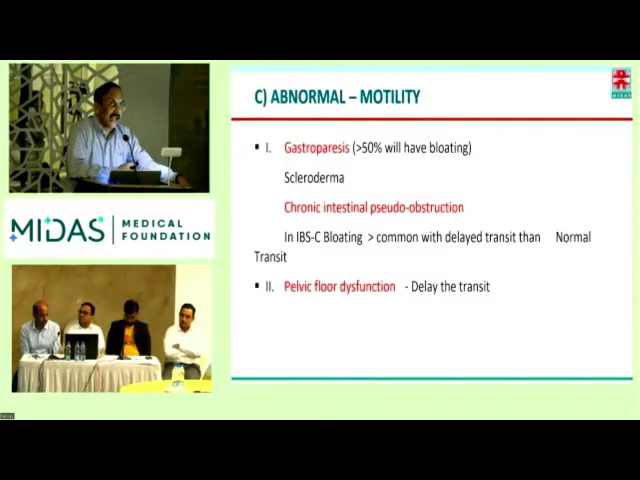 C) ABNORMAL – MOTILITY
MIDAS
▪ I. Gastroparesis (>50% will have bloating)
Scleroderma
Chronic intestinal pseudo-obstruction
In IBS-C Bloating > common with delayed transit than Normal
Transit
▪ II. Pelvic floor dysfunction - Delay the transit
MIDAS
MEDICAL
FOUNDATION